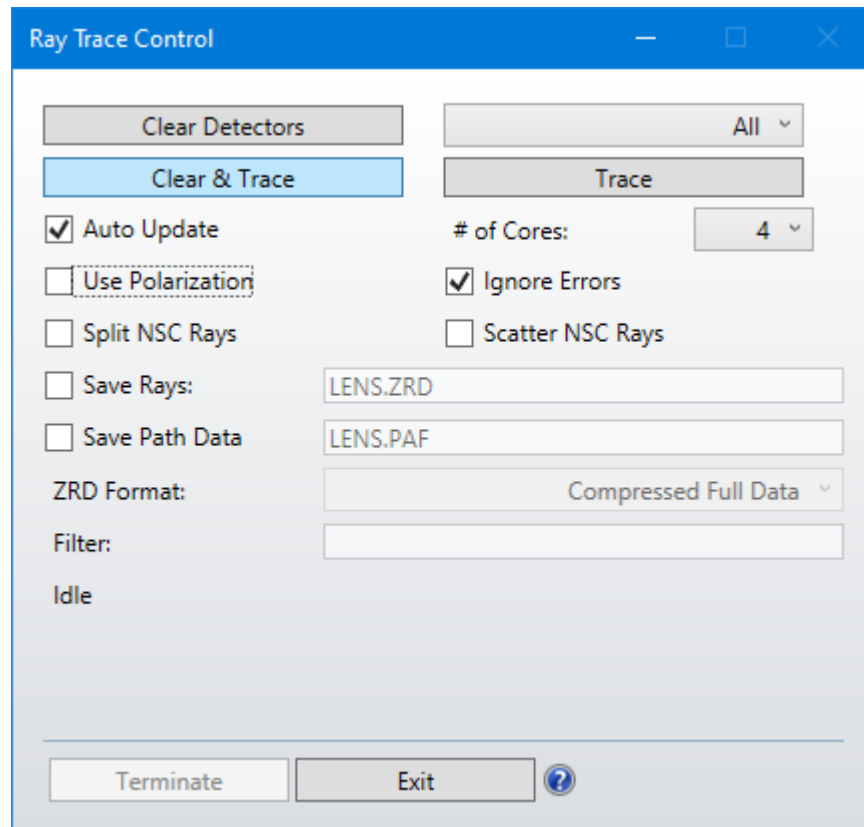 Ray Trace Control
Clear Detectors All
Clear & Trace Trace
Auto Update # of Cores: 4
Use Polarization Ignore Errors
Split NSC Rays Scatter NSC Rays
Save Rays: LENS.ZRD
Save Path Data LENS.PAF
ZRD Format: Compressed Full Data
Filter:
Idle
Terminate Exit ?